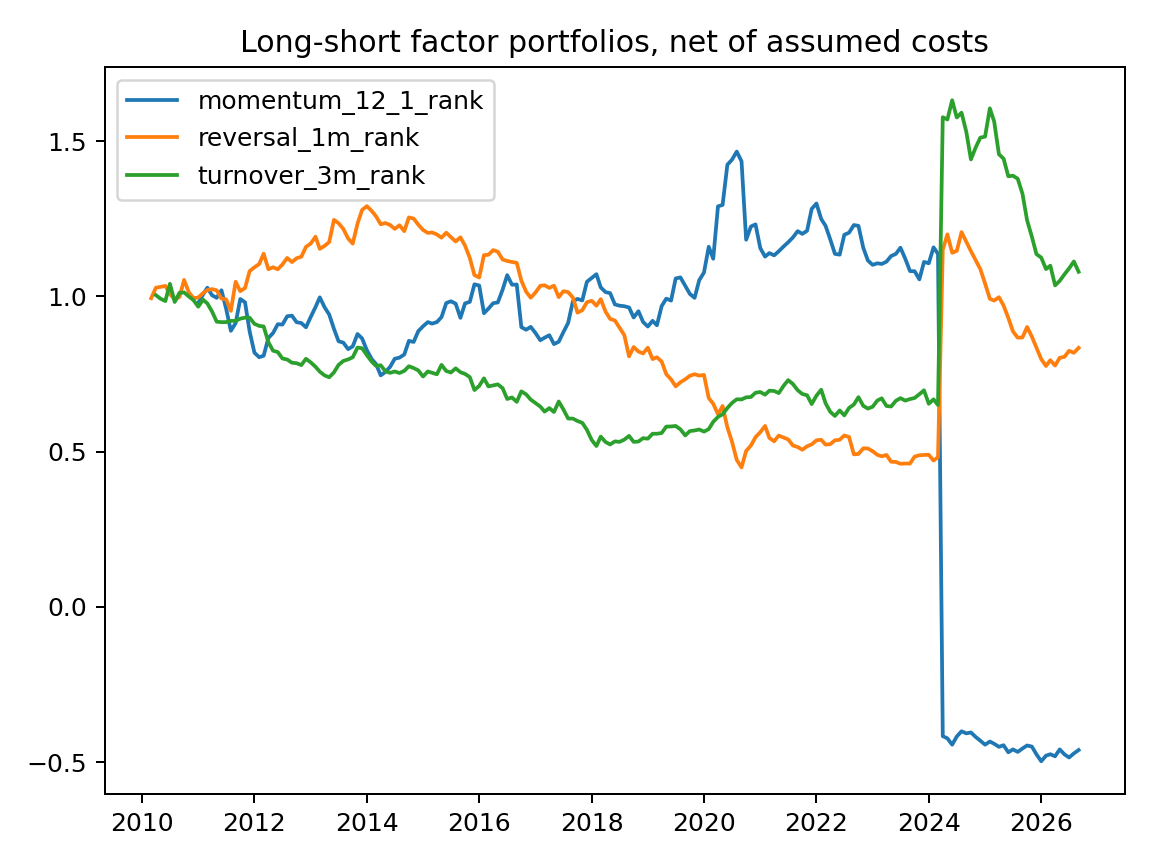 Long-short factor portfolios, net of assumed costs
momentum_12_1_rank
reversal_1m_rank
turnover_3m_rank
1.5
1.0
0.5
0.0
−0.5
2010 2012 2014 2016 2018 2020 2022 2024 2026